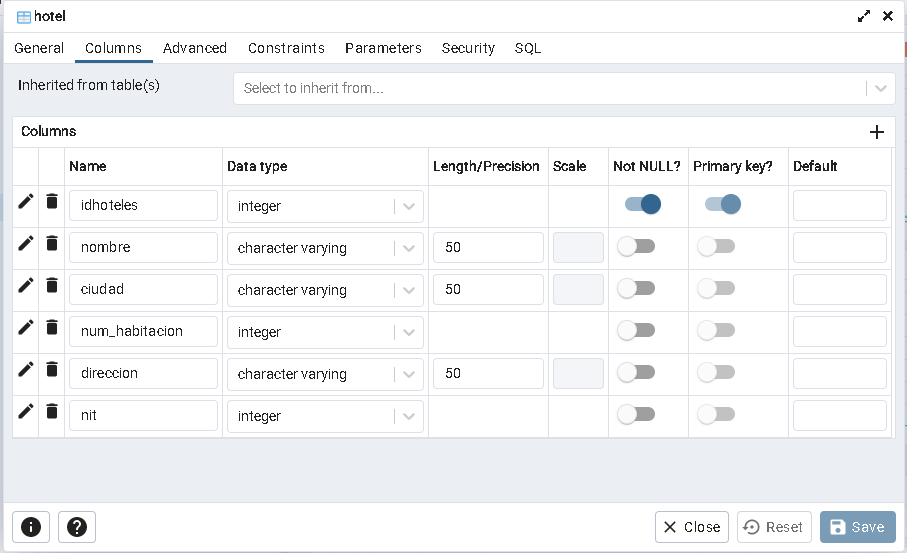 hotel
General Columns Advanced Constraints Parameters Security SQL
Inherited from table(s) Select to inherit from...
Columns
Name Data type Length/Precision Scale Not NULL? Primary key? Default
idhoteles integer
nombre character varying 50
ciudad character varying 50
num_habitacion integer
direccion character varying 50
nit integer
Close Reset Save